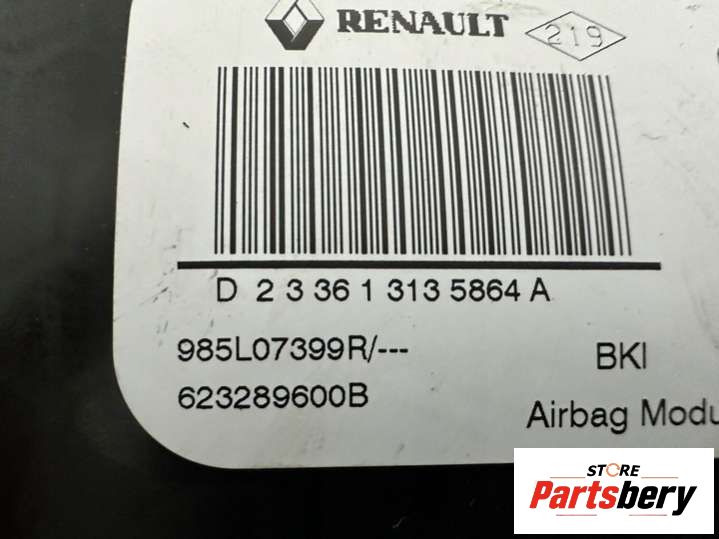 RENAULT 219
D 2 3 36 1 313 5864 A
985L07399R/---
BKI
623289600B
Airbag Modu
STORE
Partsbery